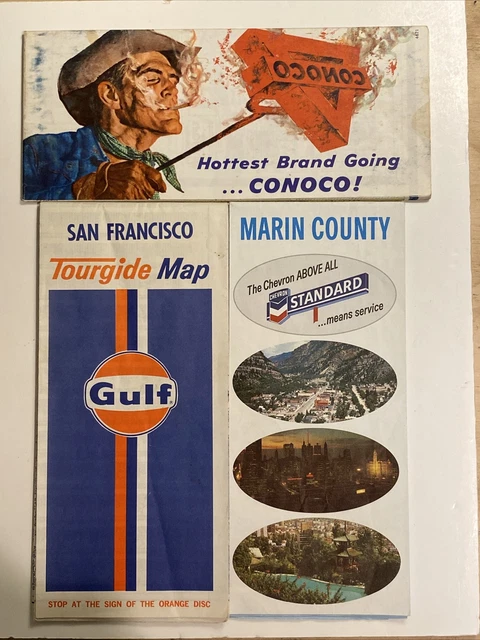 CONOCO
Hottest Brand Going
...CONOCO!
SAN FRANCISCO
Tourgide Map
Gulf
STOP AT THE SIGN OF THE ORANGE DISC
MARIN COUNTY
The Chevron ABOVE ALL
CHEVRON
STANDARD
...means service